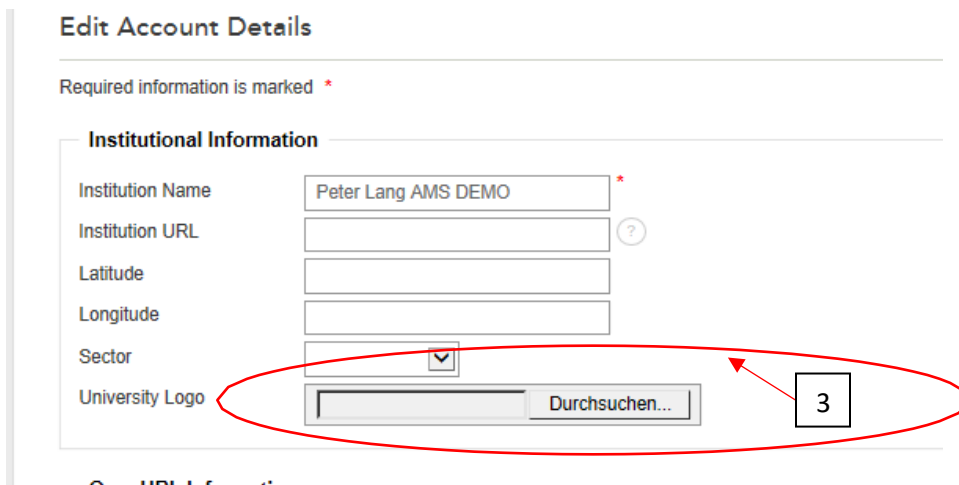 Edit Account Details
Required information is marked *
Institutional Information
Institution Name Peter Lang AMS DEMO *
Institution URL ?
Latitude
Longitude
Sector
University Logo Durchsuchen...
3